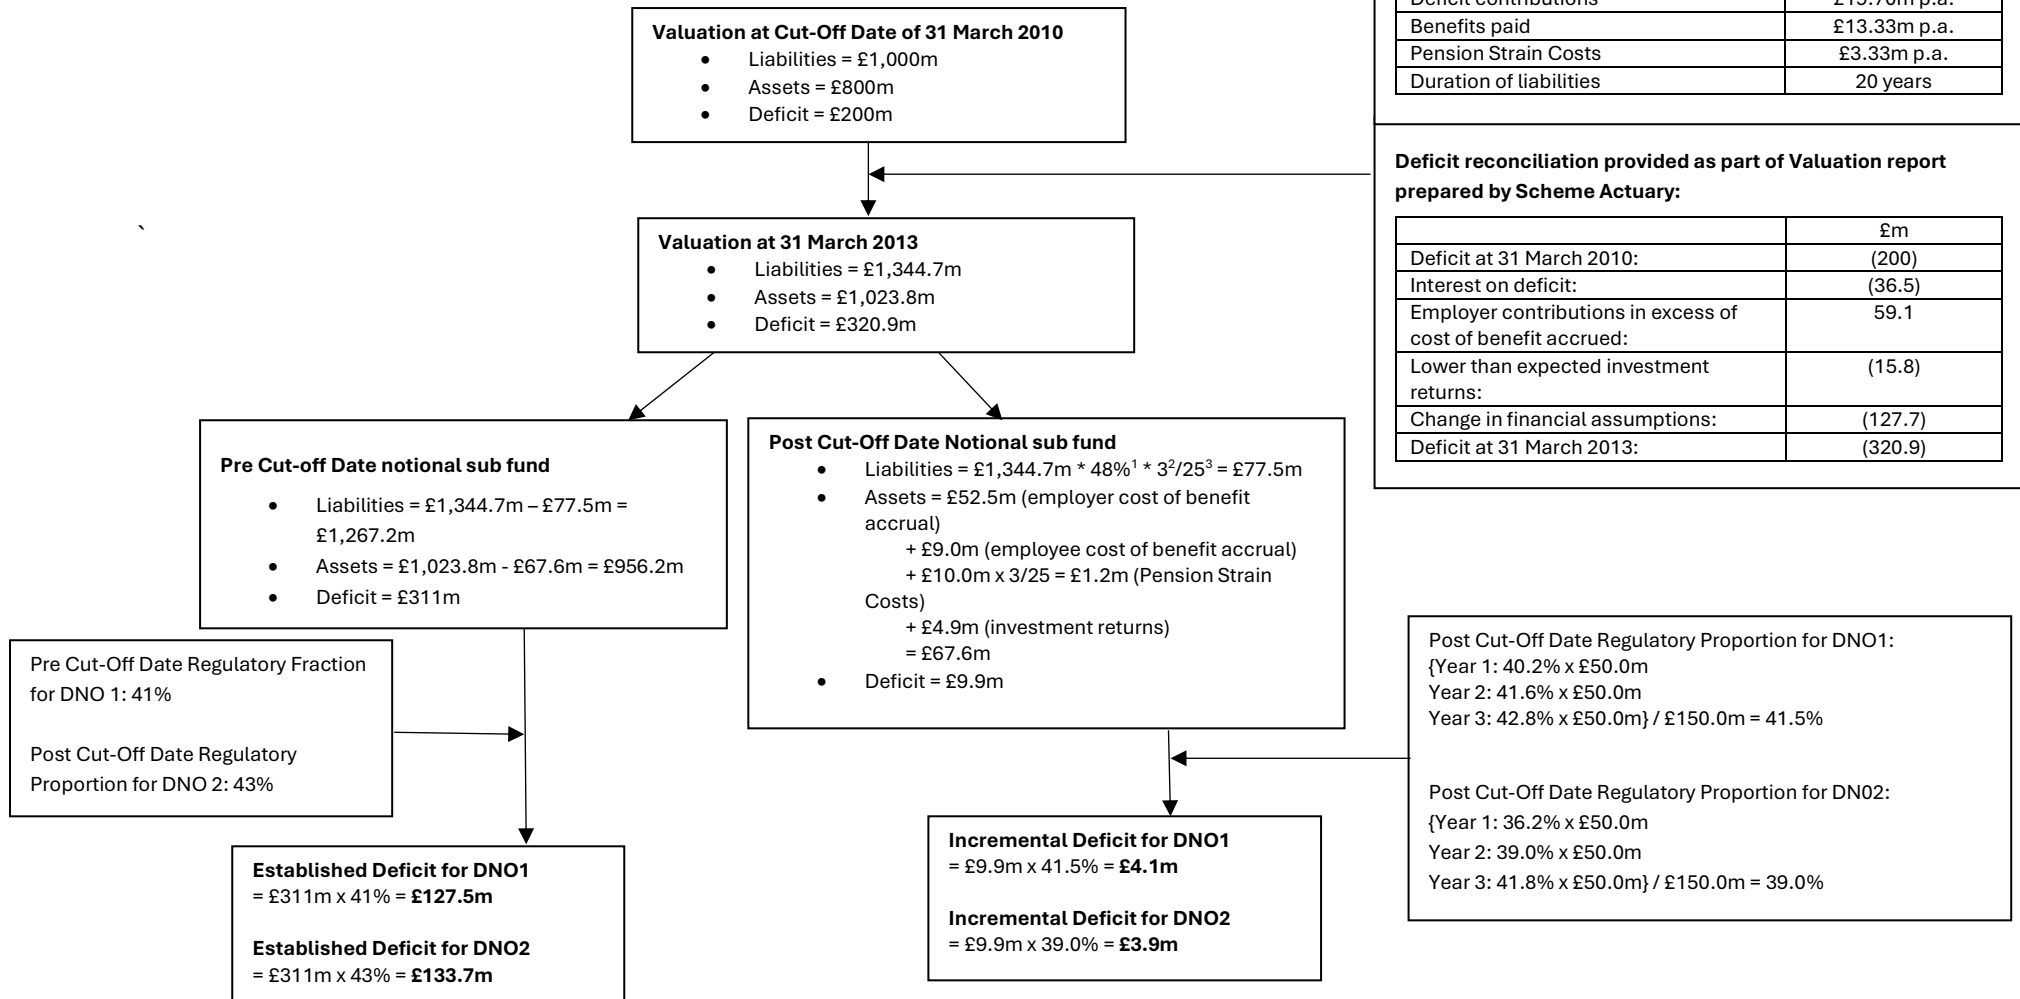 Valuation at Cut-Off Date of 31 March 2010
• Liabilities = £1,000m
• Assets = £800m
• Deficit = £200m
Deficit contributions £15.70m p.a.
Benefits paid £13.33m p.a.
Pension Strain Costs £3.33m p.a.
Duration of liabilities 20 years
Deficit reconciliation provided as part of Valuation report
prepared by Scheme Actuary:
£m
Deficit at 31 March 2010: (200)
Interest on deficit: (36.5)
Employer contributions in excess of 59.1
cost of benefit accrued:
Lower than expected investment (15.8)
returns:
Change in financial assumptions: (127.7)
Deficit at 31 March 2013: (320.9)
`
Valuation at 31 March 2013
• Liabilities = £1,344.7m
• Assets = £1,023.8m
• Deficit = £320.9m
Pre Cut-off Date notional sub fund
• Liabilities = £1,344.7m – £77.5m =
£1,267.2m
• Assets = £1,023.8m - £67.6m = £956.2m
• Deficit = £311m
Post Cut-Off Date Notional sub fund
• Liabilities = £1,344.7m * 48%¹ * 3²/25³ = £77.5m
• Assets = £52.5m (employer cost of benefit
accrual)
+ £9.0m (employee cost of benefit accrual)
+ £10.0m x 3/25 = £1.2m (Pension Strain
Costs)
+ £4.9m (investment returns)
= £67.6m
• Deficit = £9.9m
Pre Cut-Off Date Regulatory Fraction
for DNO 1: 41%
Post Cut-Off Date Regulatory
Proportion for DNO 2: 43%
Post Cut-Off Date Regulatory Proportion for DNO1:
{Year 1: 40.2% x £50.0m
Year 2: 41.6% x £50.0m
Year 3: 42.8% x £50.0m} / £150.0m = 41.5%
Post Cut-Off Date Regulatory Proportion for DN02:
{Year 1: 36.2% x £50.0m
Year 2: 39.0% x £50.0m
Year 3: 41.8% x £50.0m} / £150.0m = 39.0%
Established Deficit for DNO1
= £311m x 41% = £127.5m
Established Deficit for DNO2
= £311m x 43% = £133.7m
Incremental Deficit for DNO1
= £9.9m x 41.5% = £4.1m
Incremental Deficit for DNO2
= £9.9m x 39.0% = £3.9m